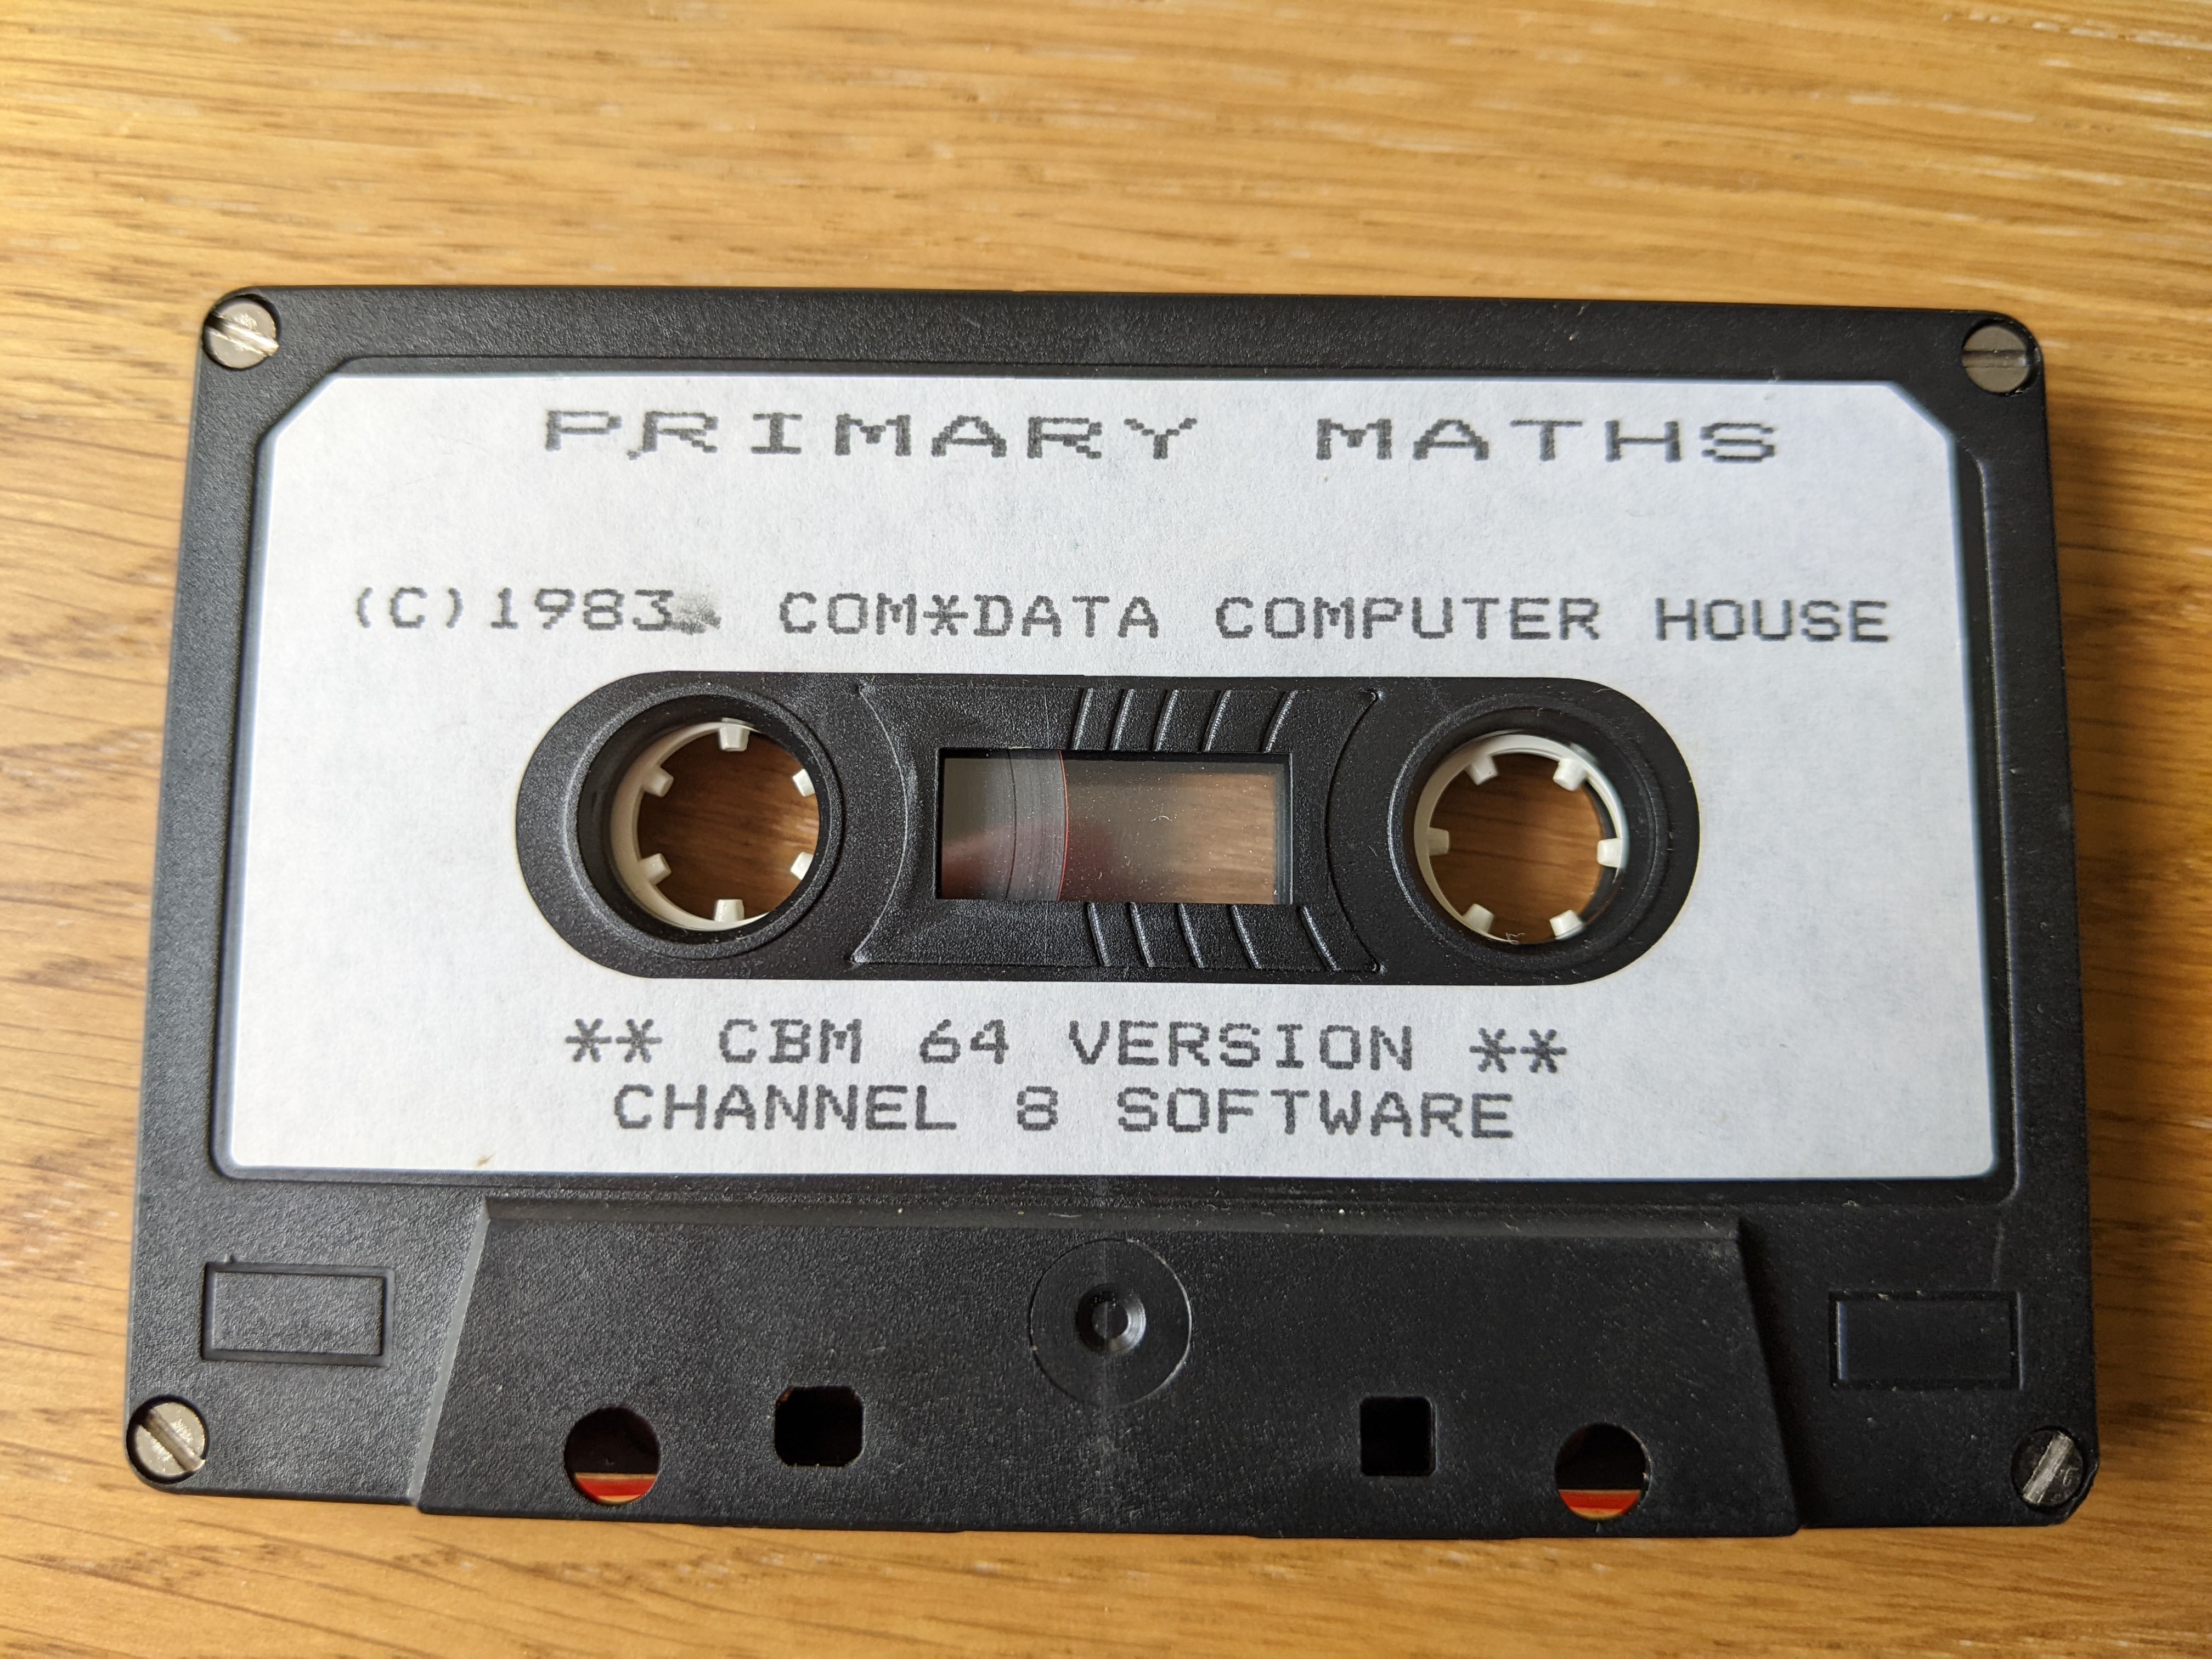 PRIMARY MATHS
(C)1983 COM*DATA COMPUTER HOUSE
** CBM 64 VERSION **
CHANNEL 8 SOFTWARE